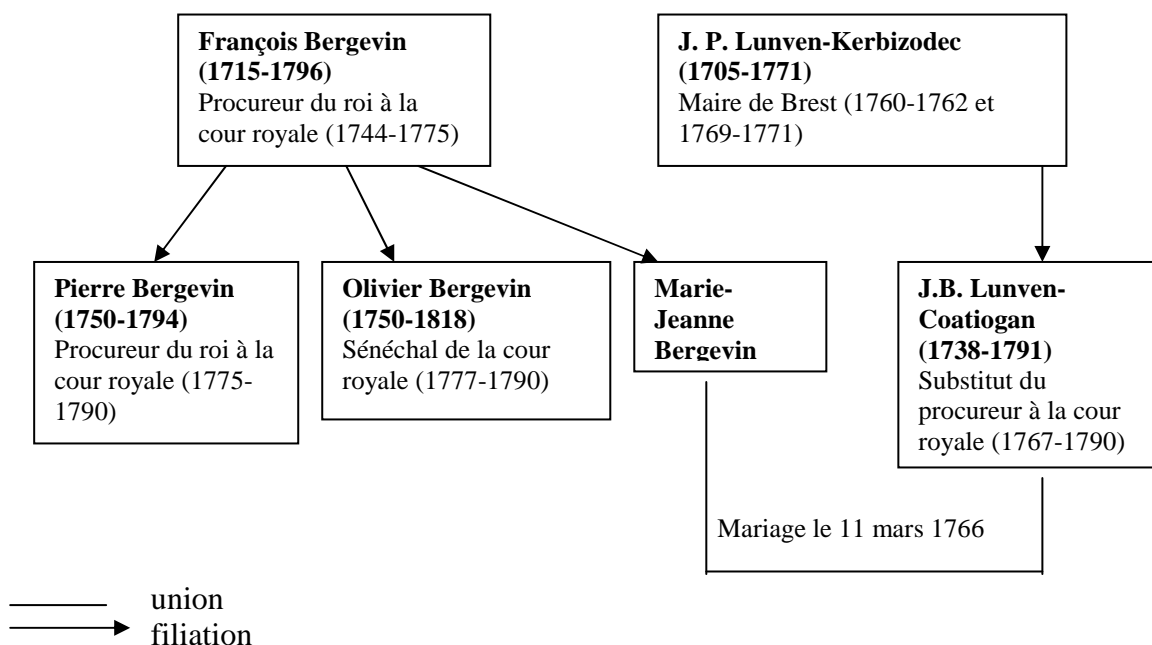 François Bergevin
(1715-1796)
Procureur du roi à la
cour royale (1744-1775)
J. P. Lunven-Kerbizodec
(1705-1771)
Maire de Brest (1760-1762 et
1769-1771)
Pierre Bergevin
(1750-1794)
Procureur du roi à la
cour royale (1775-
1790)
Olivier Bergevin
(1750-1818)
Sénéchal de la cour
royale (1777-1790)
Marie-
Jeanne
Bergevin
J.B. Lunven-
Coatiogan
(1738-1791)
Substitut du
procureur à la cour
royale (1767-1790)
Mariage le 11 mars 1766
union
filiation